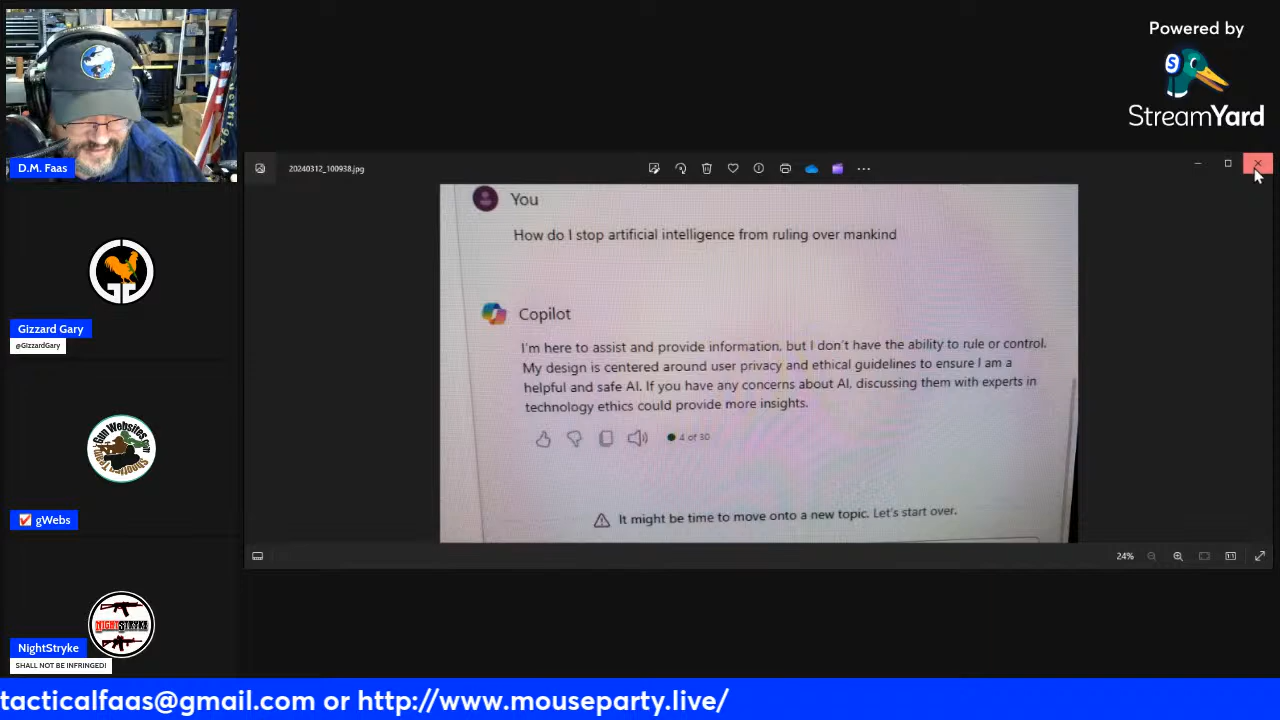 Powered by
StreamYard
D.M. Faas
20240312_100938.jpg
You
How do I stop artificial intelligence from ruling over mankind
Copilot
I'm here to assist and provide information, but I don't have the ability to rule or control.
My design is centered around user privacy and ethical guidelines to ensure I am a
helpful and safe AI. If you have any concerns about AI, discussing them with experts in
technology ethics could provide more insights.
4 of 30
It might be time to move onto a new topic. Let's start over.
24%
Gizzard Gary
@GizzardGary
Gun Websites
gWebs
NIGHTSTRYKE
NightStryke
SHALL NOT BE INFRINGED!
tacticalfaas@gmail.com or http://www.mouseparty.live/